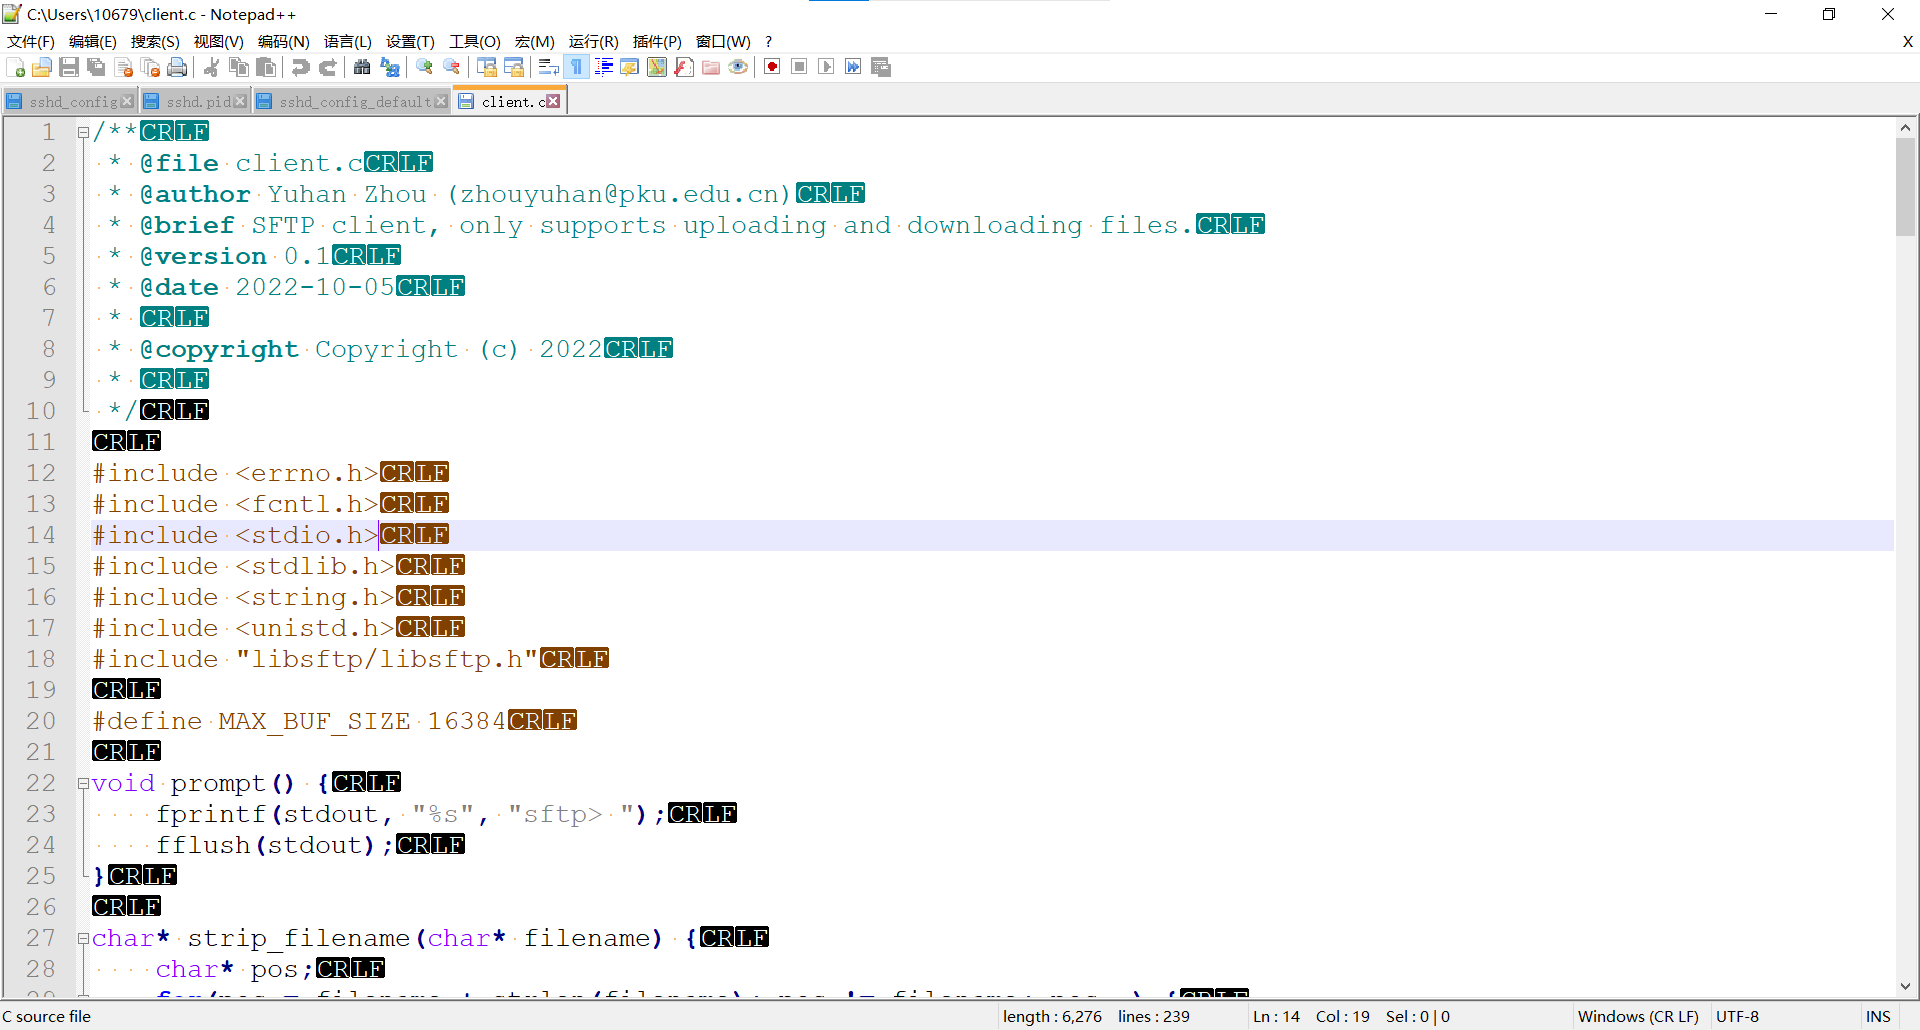 C:\Users\10679\client.c - Notepad++
文件(F) 编辑(E) 搜索(S) 视图(V) 编码(N) 语言(L) 设置(T) 工具(O) 宏(M) 运行(R) 插件(P) 窗口(W) ? X
sshd_config sshd.pid sshd_config_default client.c
1 /**CRLF
2 * @file client.cCRLF
3 * @author Yuhan Zhou (zhouyuhan@pku.edu.cn)CRLF
4 * @brief SFTP client, only supports uploading and downloading files.CRLF
5 * @version 0.1CRLF
6 * @date 2022-10-05CRLF
7 * CRLF
8 * @copyright Copyright (c) 2022CRLF
9 * CRLF
10 */CRLF
11 CRLF
12 #include <errno.h>CRLF
13 #include <fcntl.h>CRLF
14 #include <stdio.h>CRLF
15 #include <stdlib.h>CRLF
16 #include <string.h>CRLF
17 #include <unistd.h>CRLF
18 #include "libsftp/libsftp.h"CRLF
19 CRLF
20 #define MAX_BUF_SIZE 16384CRLF
21 CRLF
22 void prompt() {CRLF
23 fprintf(stdout, "%s", "sftp> ");CRLF
24 fflush(stdout);CRLF
25 }CRLF
26 CRLF
27 char* strip_filename(char* filename) {CRLF
28 char* pos;CRLF
C source file length : 6,276 lines : 239 Ln : 14 Col : 19 Sel : 0 | 0 Windows (CR LF) UTF-8 INS